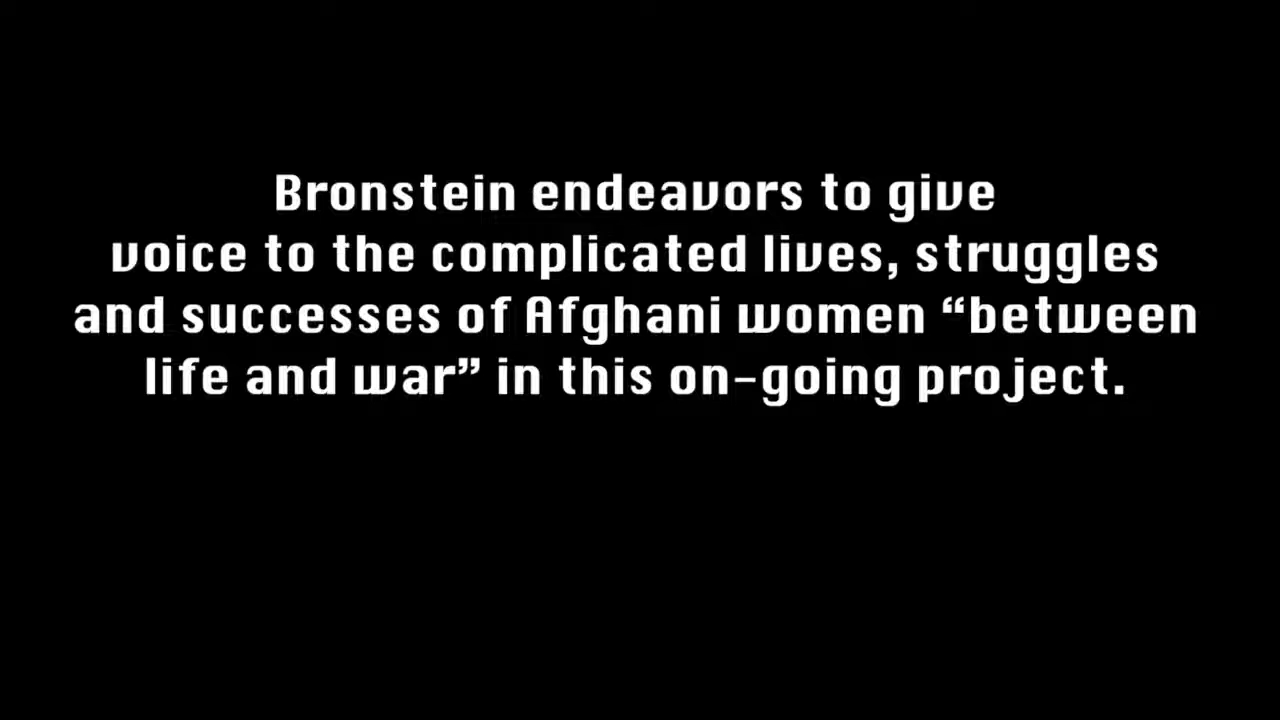 Bronstein endeavors to give
voice to the complicated lives, struggles
and successes of Afghani women “between
life and war” in this on-going project.